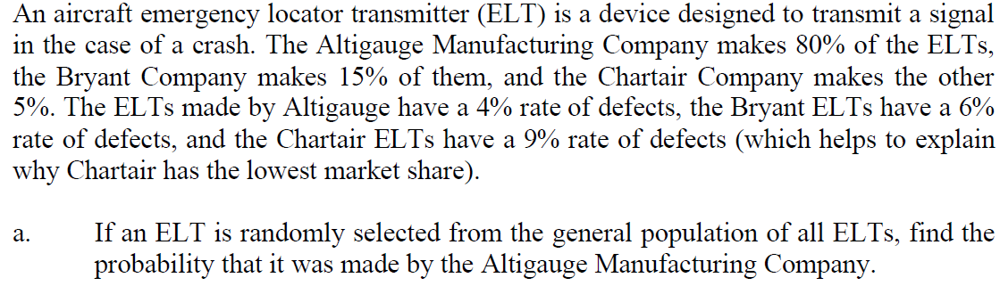 An aircraft emergency locator transmitter (ELT) is a device designed to transmit a signal
in the case of a crash. The Altigauge Manufacturing Company makes 80% of the ELTs,
the Bryant Company makes 15% of them, and the Chartair Company makes the other
5%. The ELTs made by Altigauge have a 4% rate of defects, the Bryant ELTs have a 6%
rate of defects, and the Chartair ELTs have a 9% rate of defects (which helps to explain
why Chartair has the lowest market share).
a. If an ELT is randomly selected from the general population of all ELTs, find the
probability that it was made by the Altigauge Manufacturing Company.